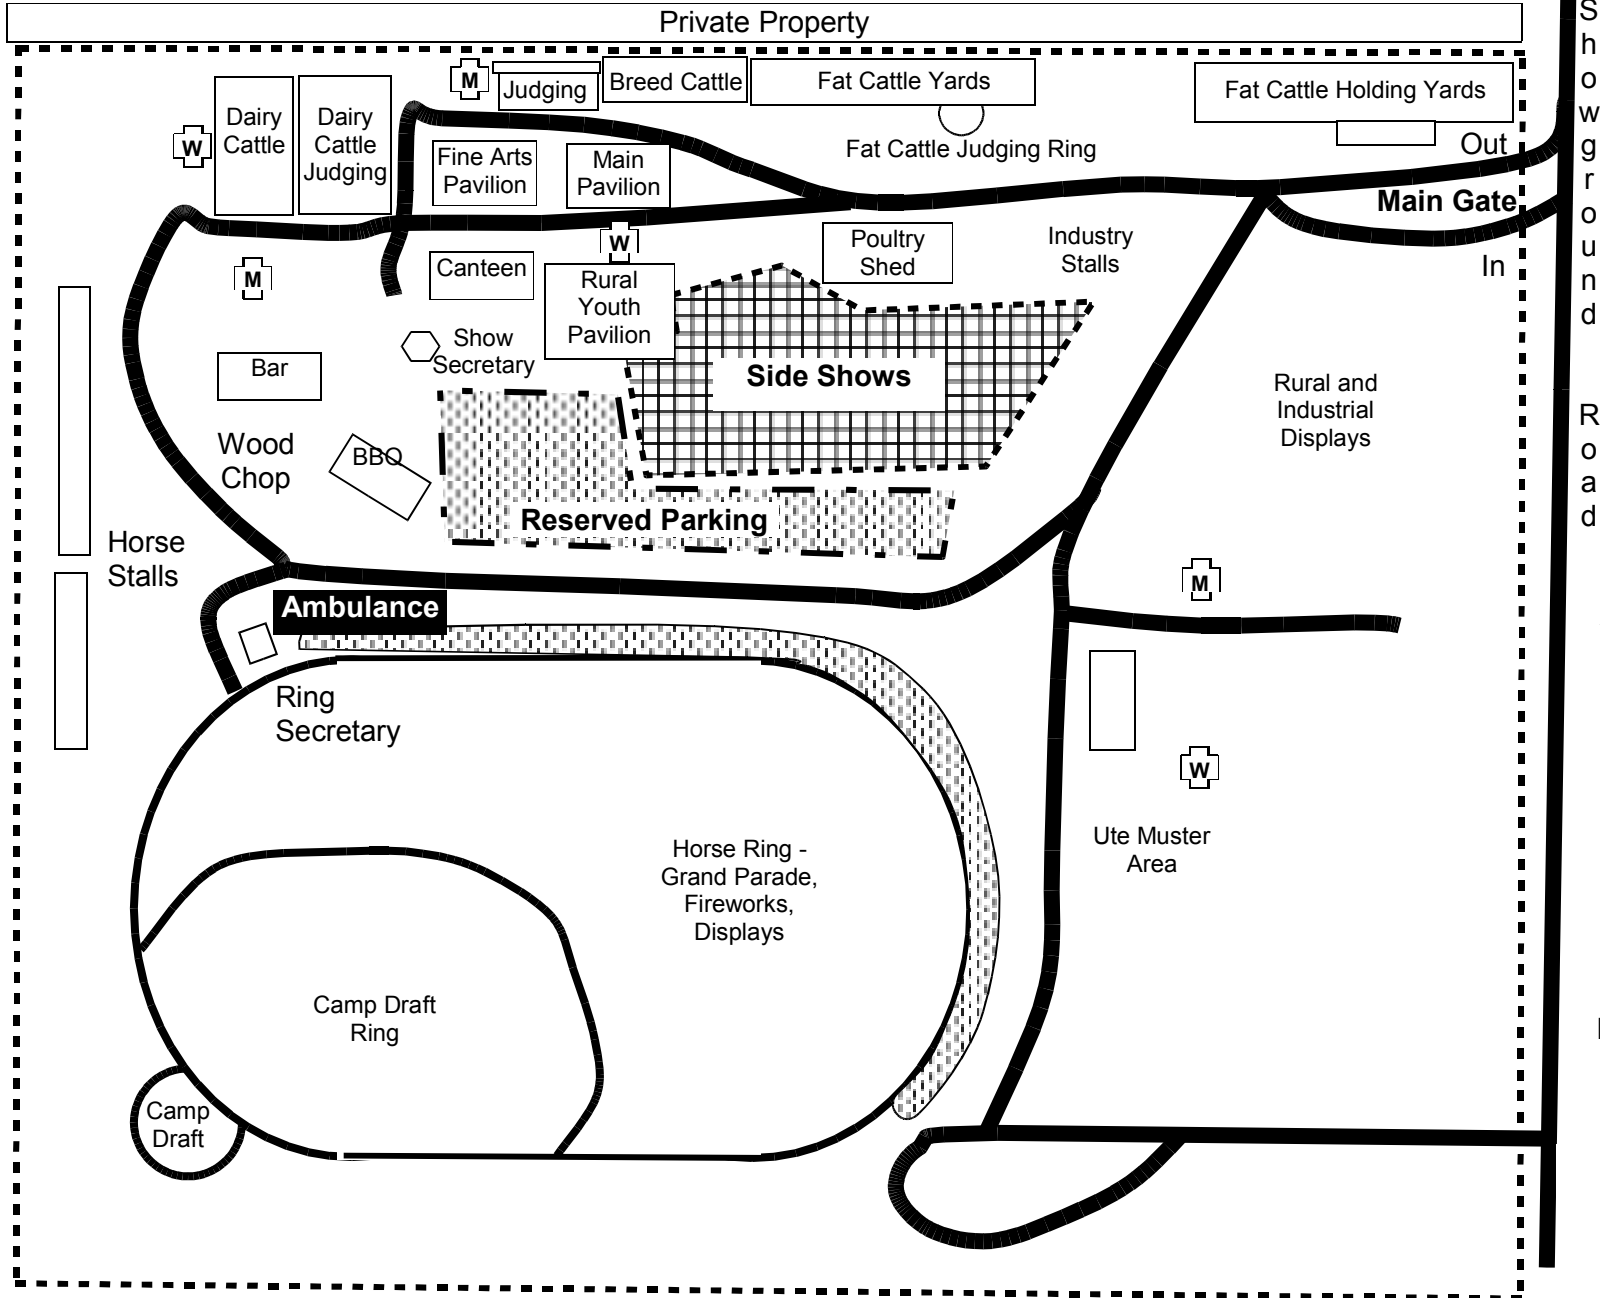 Private Property
M
Judging
Breed Cattle
Fat Cattle Yards
Fat Cattle Holding Yards
Dairy
Cattle
Dairy
Cattle
Judging
W
Fine Arts
Pavilion
Main
Pavilion
Fat Cattle Judging Ring
Out
Main Gate
In
S
h
o
w
g
r
o
u
n
d
R
o
a
d
M
Canteen
W
Rural
Youth
Pavilion
Poultry
Shed
Industry
Stalls
Show
Secretary
Bar
Side Shows
Rural and
Industrial
Displays
Wood
Chop
BBQ
Reserved Parking
Horse
Stalls
M
Ambulance
Ring
Secretary
W
Ute Muster
Area
Horse Ring -
Grand Parade,
Fireworks,
Displays
Camp Draft
Ring
Camp
Draft